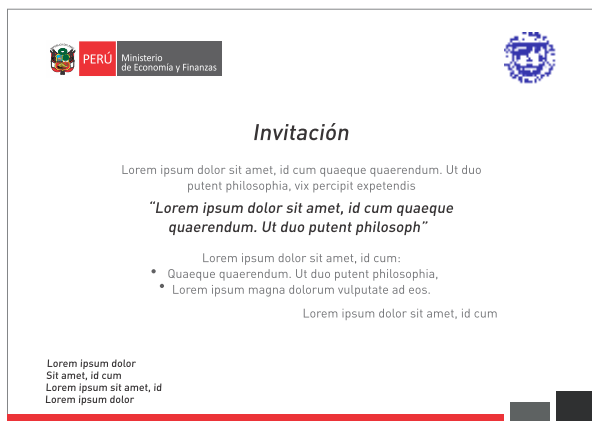 PERÚ
Ministerio
de Economía y Finanzas
Invitación
Lorem ipsum dolor sit amet, id cum quaeque quaerendum. Ut duo
putent philosophia, vix percipit expetendis
“Lorem ipsum dolor sit amet, id cum quaeque
quaerendum. Ut duo putent philosoph”
Lorem ipsum dolor sit amet, id cum:
• Quaeque quaerendum. Ut duo putent philosophia,
• Lorem ipsum magna dolorum vulputate ad eos.
Lorem ipsum dolor sit amet, id cum
Lorem ipsum dolor
Sit amet, id cum
Lorem ipsum sit amet, id
Lorem ipsum dolor